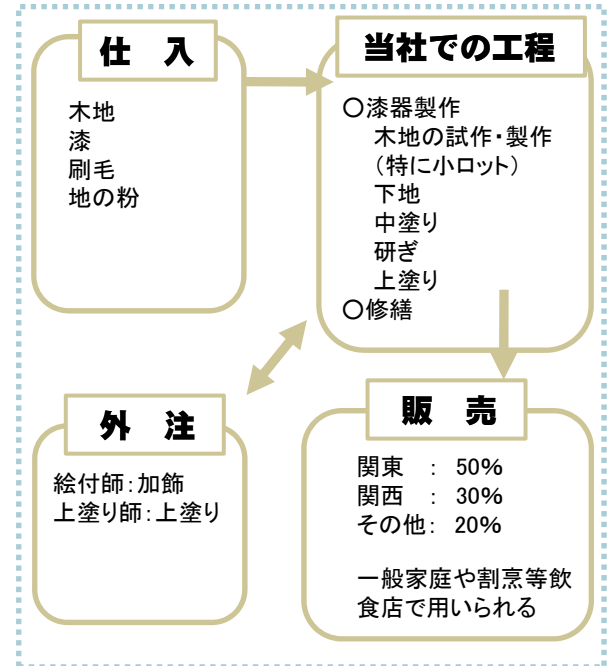 仕 入
木地
漆
刷毛
地の粉
当社での工程
○漆器製作
木地の試作・製作
（特に小ロット）
下地
中塗り
研ぎ
上塗り
○修繕
外 注
絵付師：加飾
上塗り師：上塗り
販 売
関東 ： 50%
関西 ： 30%
その他： 20%
一般家庭や割烹等飲
食店で用いられる